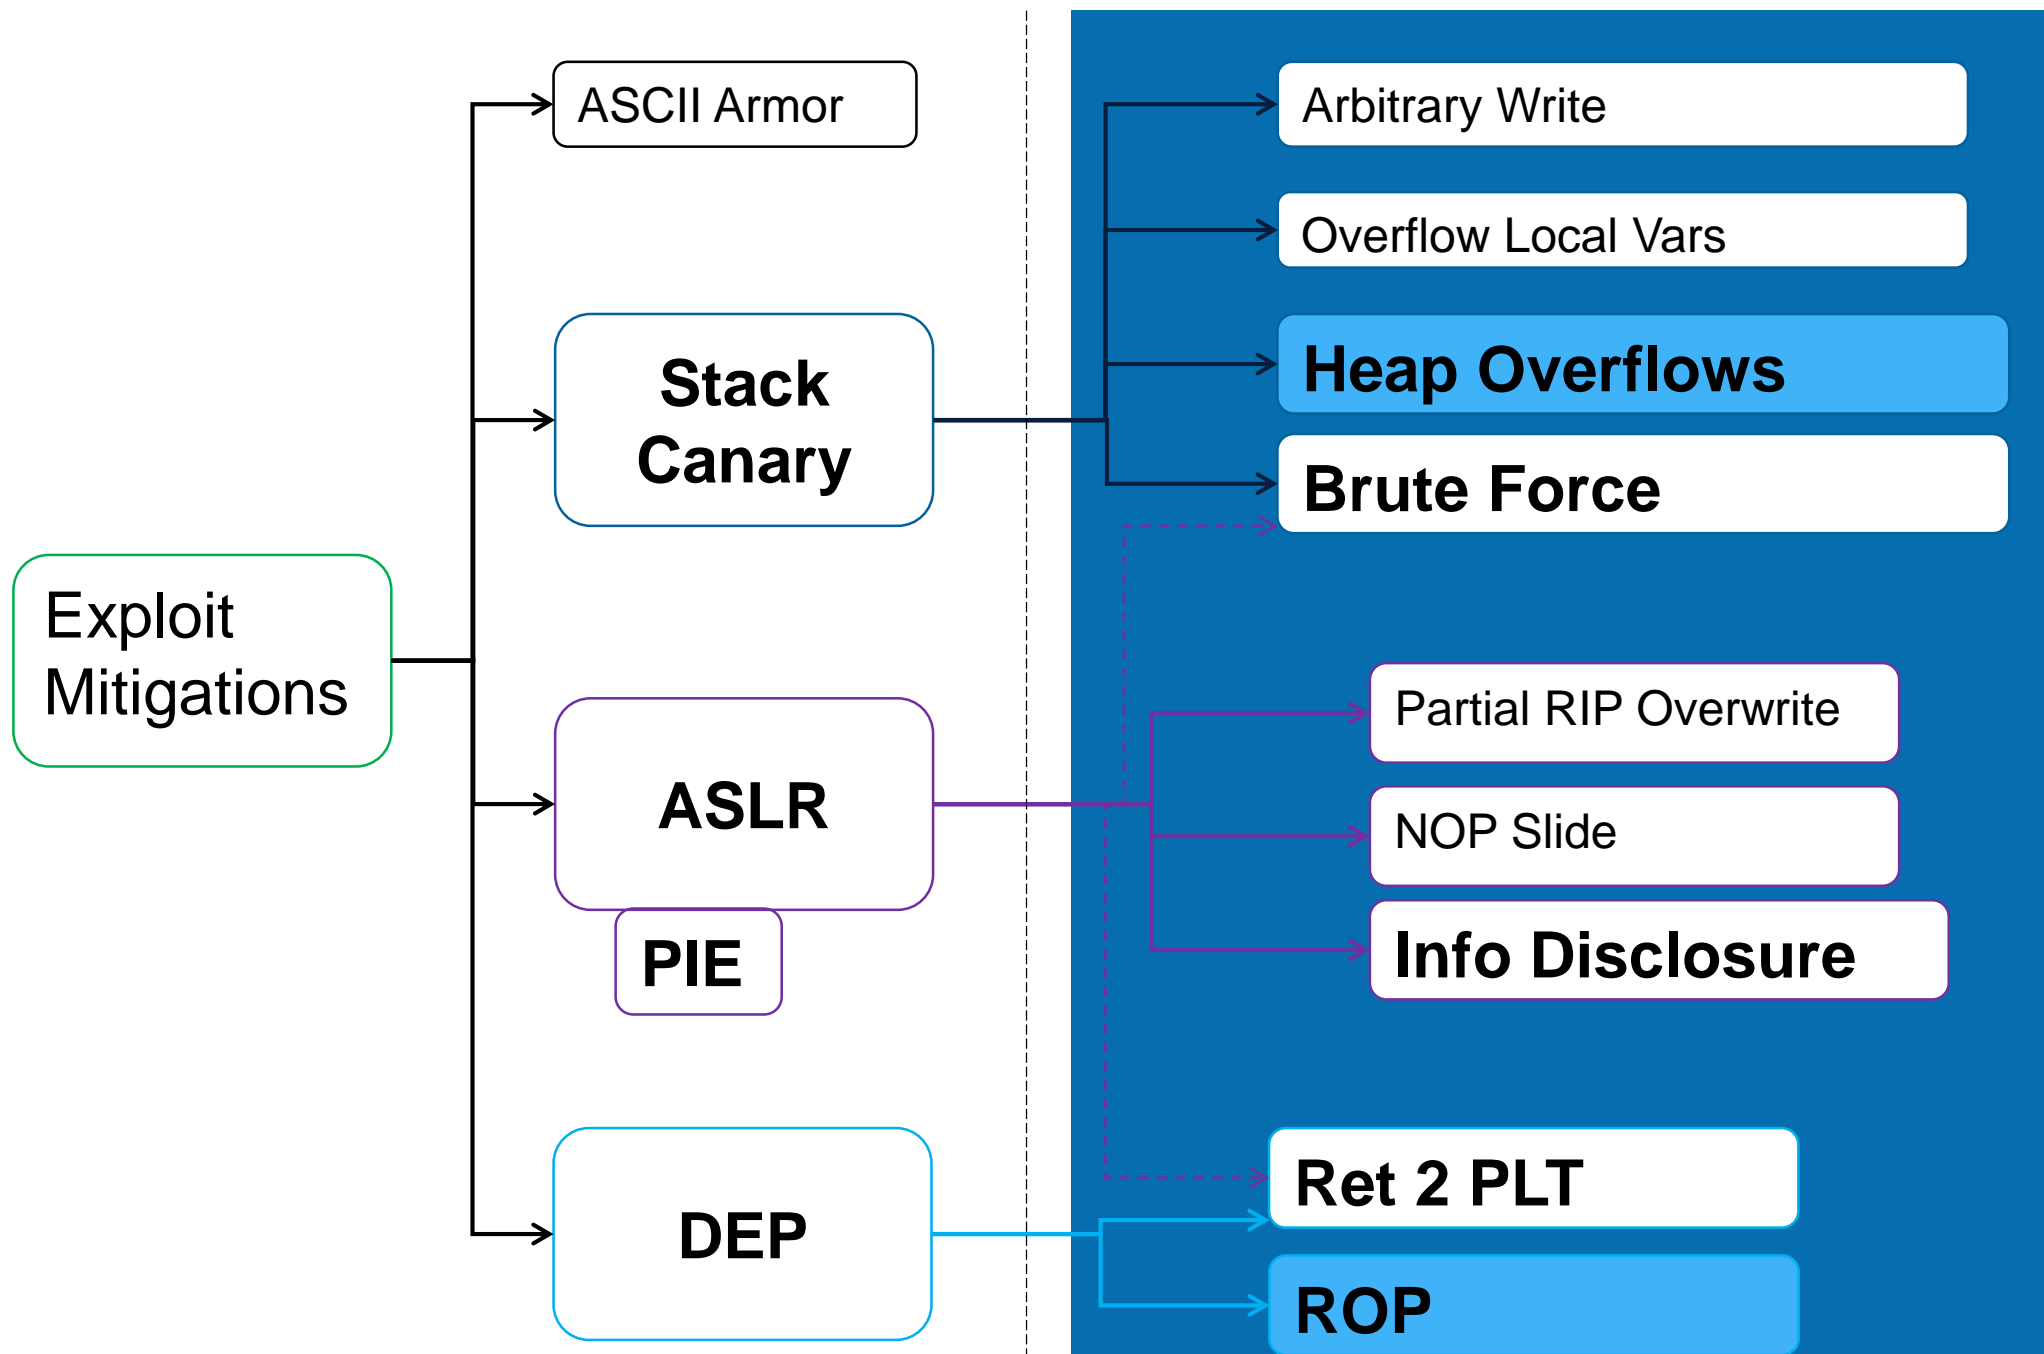 ASCII Armor
Arbitrary Write
Overflow Local Vars
Stack
Canary
Heap Overflows
Brute Force
Exploit
Mitigations
ASLR
PIE
Partial RIP Overwrite
NOP Slide
Info Disclosure
DEP
Ret 2 PLT
ROP